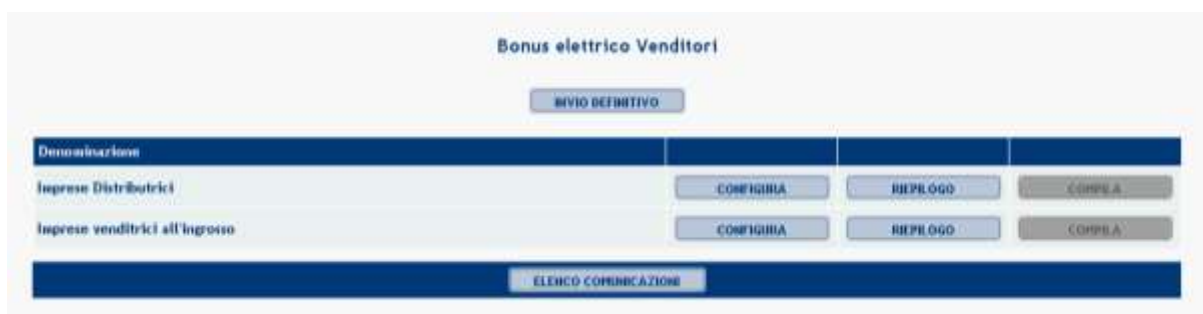 Bonus elettrico Venditori
INVIO DEFINITIVO
Denominazione
Imprese Distributrici CONFIGURA RIEPILOGO COMPILA
Imprese venditrici all'ingrosso CONFIGURA RIEPILOGO COMPILA
ELENCO COMUNICAZIONI